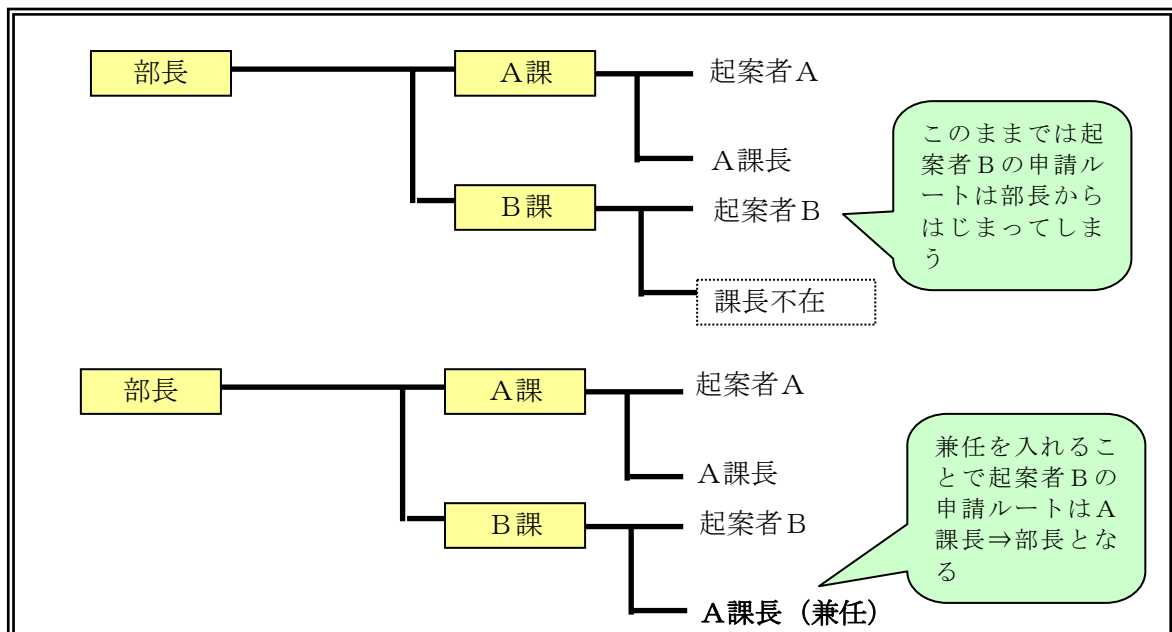 部長
Ａ課
起案者Ａ
Ａ課長
Ｂ課
起案者Ｂ
課長不在
このままでは起
案者Ｂの申請ル
ートは部長から
はじまってしま
う
部長
Ａ課
起案者Ａ
Ａ課長
Ｂ課
起案者Ｂ
Ａ課長（兼任）
兼任を入れるこ
とで起案者Ｂの
申請ルートはＡ
課長⇒部長とな
る